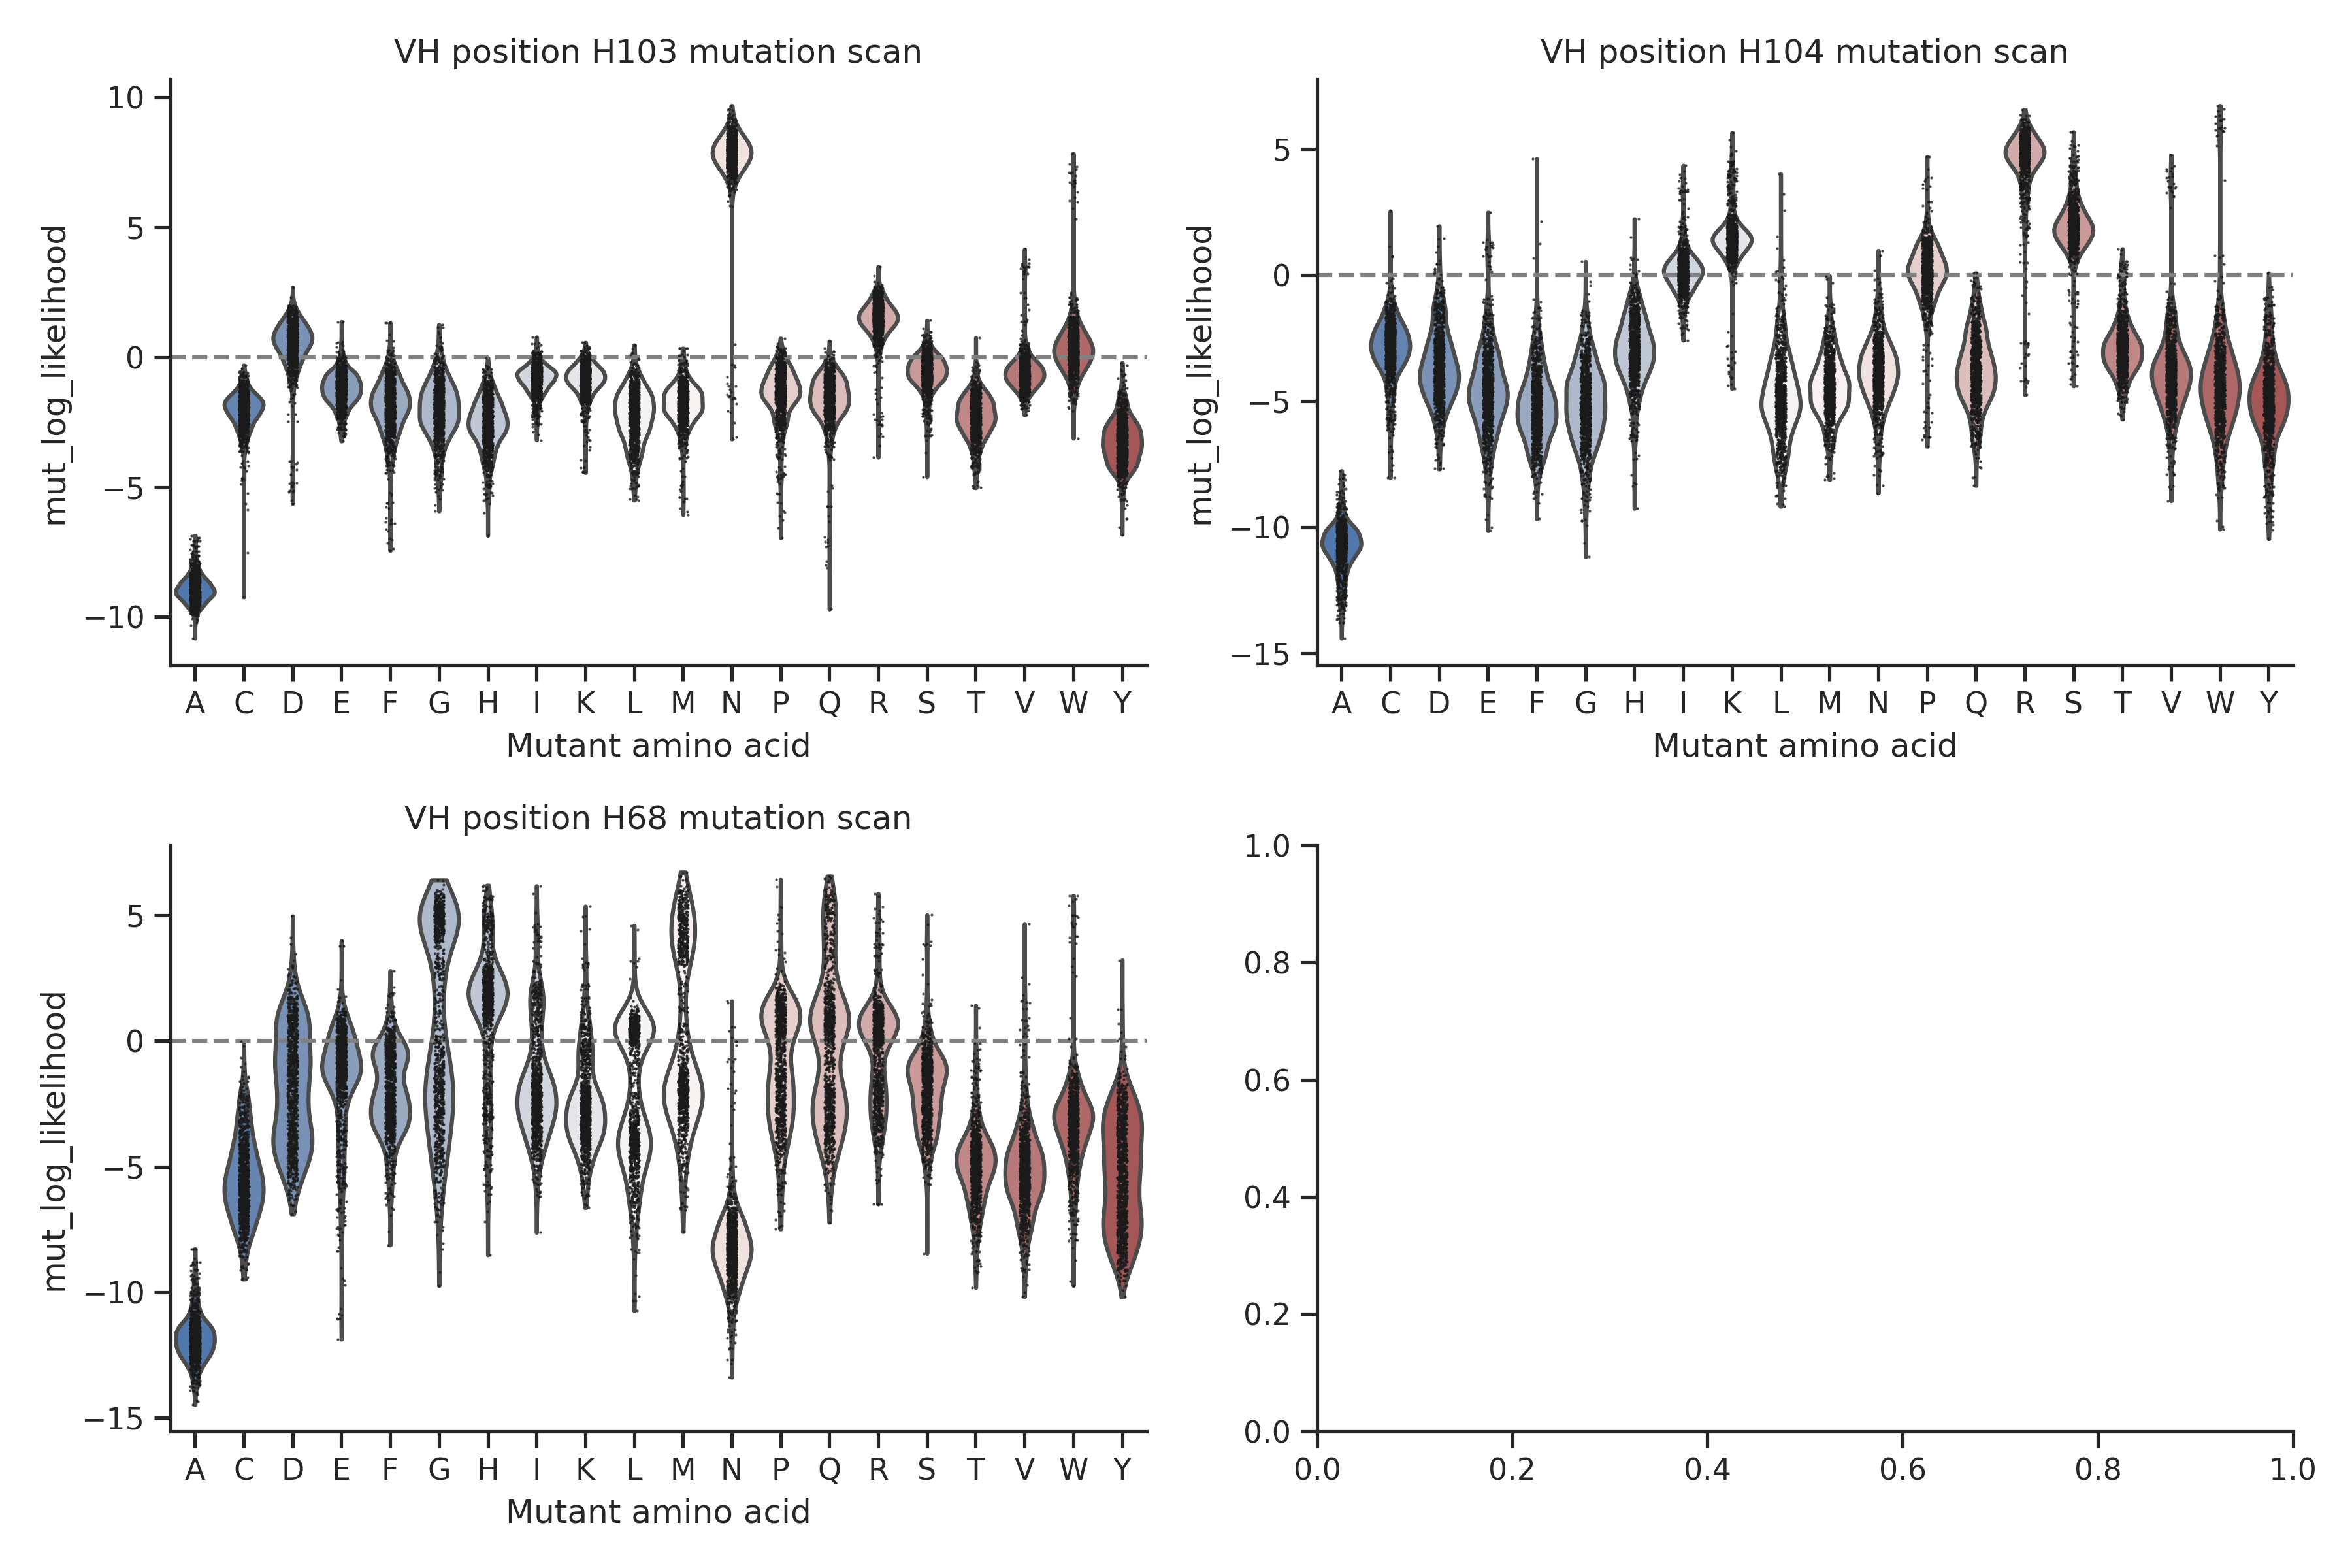 VH position H103 mutation scan
10
5
0
−5
−10
mut_log_likelihood
A C D E F G H I K L M N P Q R S T V W Y
Mutant amino acid
VH position H104 mutation scan
5
0
−5
−10
−15
mut_log_likelihood
A C D E F G H I K L M N P Q R S T V W Y
Mutant amino acid
VH position H68 mutation scan
5
0
−5
−10
−15
mut_log_likelihood
A C D E F G H I K L M N P Q R S T V W Y
Mutant amino acid
1.0
0.8
0.6
0.4
0.2
0.0
0.0 0.2 0.4 0.6 0.8 1.0